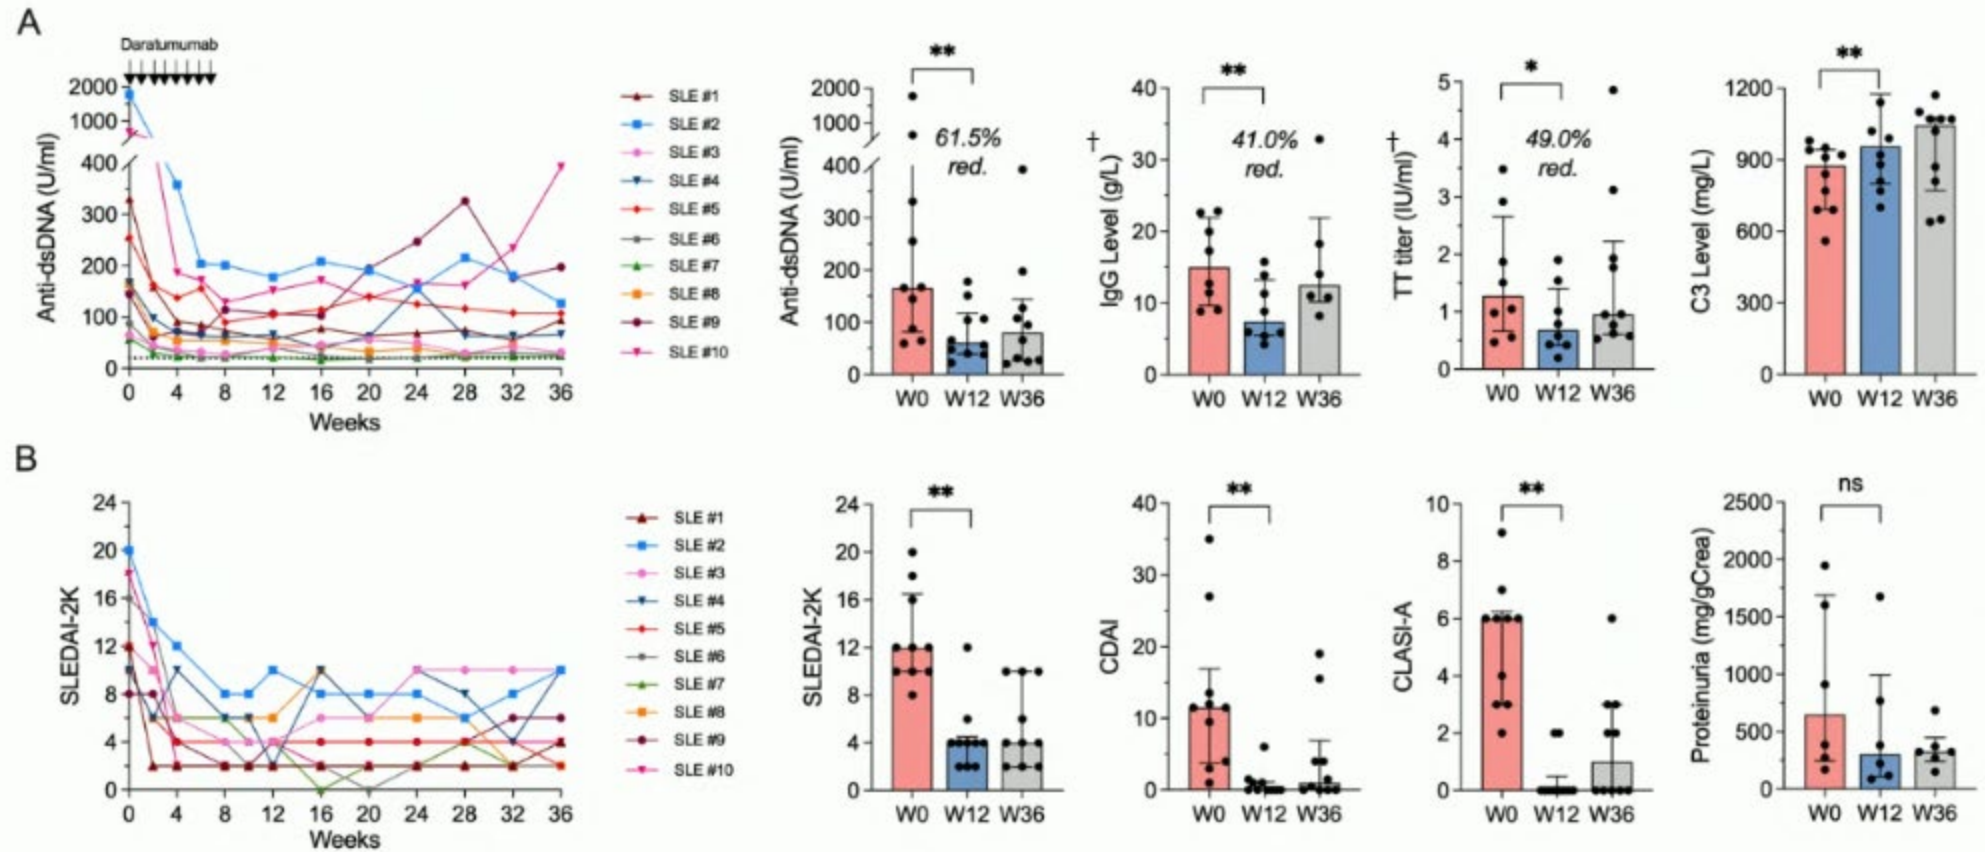 A
Daratumumab
Anti-dsDNA (U/ml)
2000
1000
400
300
200
100
0
0 4 8 12 16 20 24 28 32 36
Weeks
SLE #1
SLE #2
SLE #3
SLE #4
SLE #5
SLE #6
SLE #7
SLE #8
SLE #9
SLE #10
Anti-dsDNA (U/ml)
2000
1000
400
300
200
100
0
**
61.5%
red.
W0 W12 W36
†
IgG Level (g/L)
40
30
20
10
0
**
41.0%
red.
W0 W12 W36
†
TT titer (IU/ml)
5
4
3
2
1
0
*
49.0%
red.
W0 W12 W36
C3 Level (mg/L)
1200
900
600
300
0
**
W0 W12 W36
B
SLEDAI-2K
24
20
16
12
8
4
0
0 4 8 12 16 20 24 28 32 36
Weeks
SLE #1
SLE #2
SLE #3
SLE #4
SLE #5
SLE #6
SLE #7
SLE #8
SLE #9
SLE #10
SLEDAI-2K
24
20
16
12
8
4
0
**
W0 W12 W36
CDAI
40
30
20
10
0
**
W0 W12 W36
CLASI-A
10
8
6
4
2
0
**
W0 W12 W36
Proteinuria (mg/gCrea)
2500
2000
1500
1000
500
0
ns
W0 W12 W36